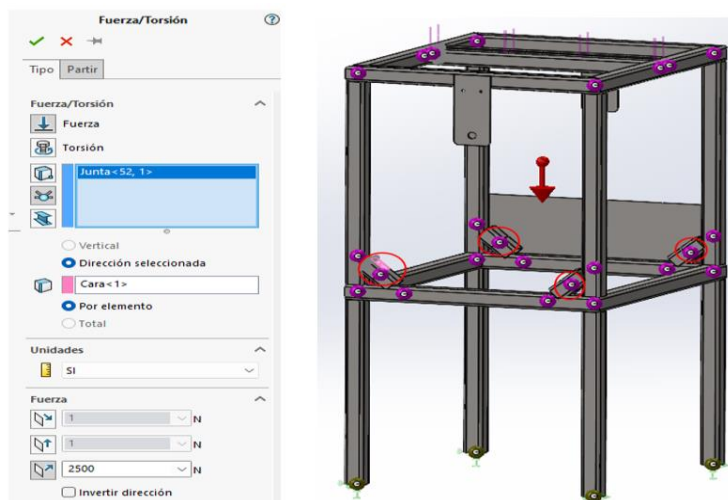 Fuerza/Torsión
Tipo Partir
Fuerza/Torsión
Fuerza
Torsión
Junta<52, 1>
Vertical
Dirección seleccionada
Cara<1>
Por elemento
Total
Unidades
SI
Fuerza
1 N
1 N
2500 N
Invertir dirección